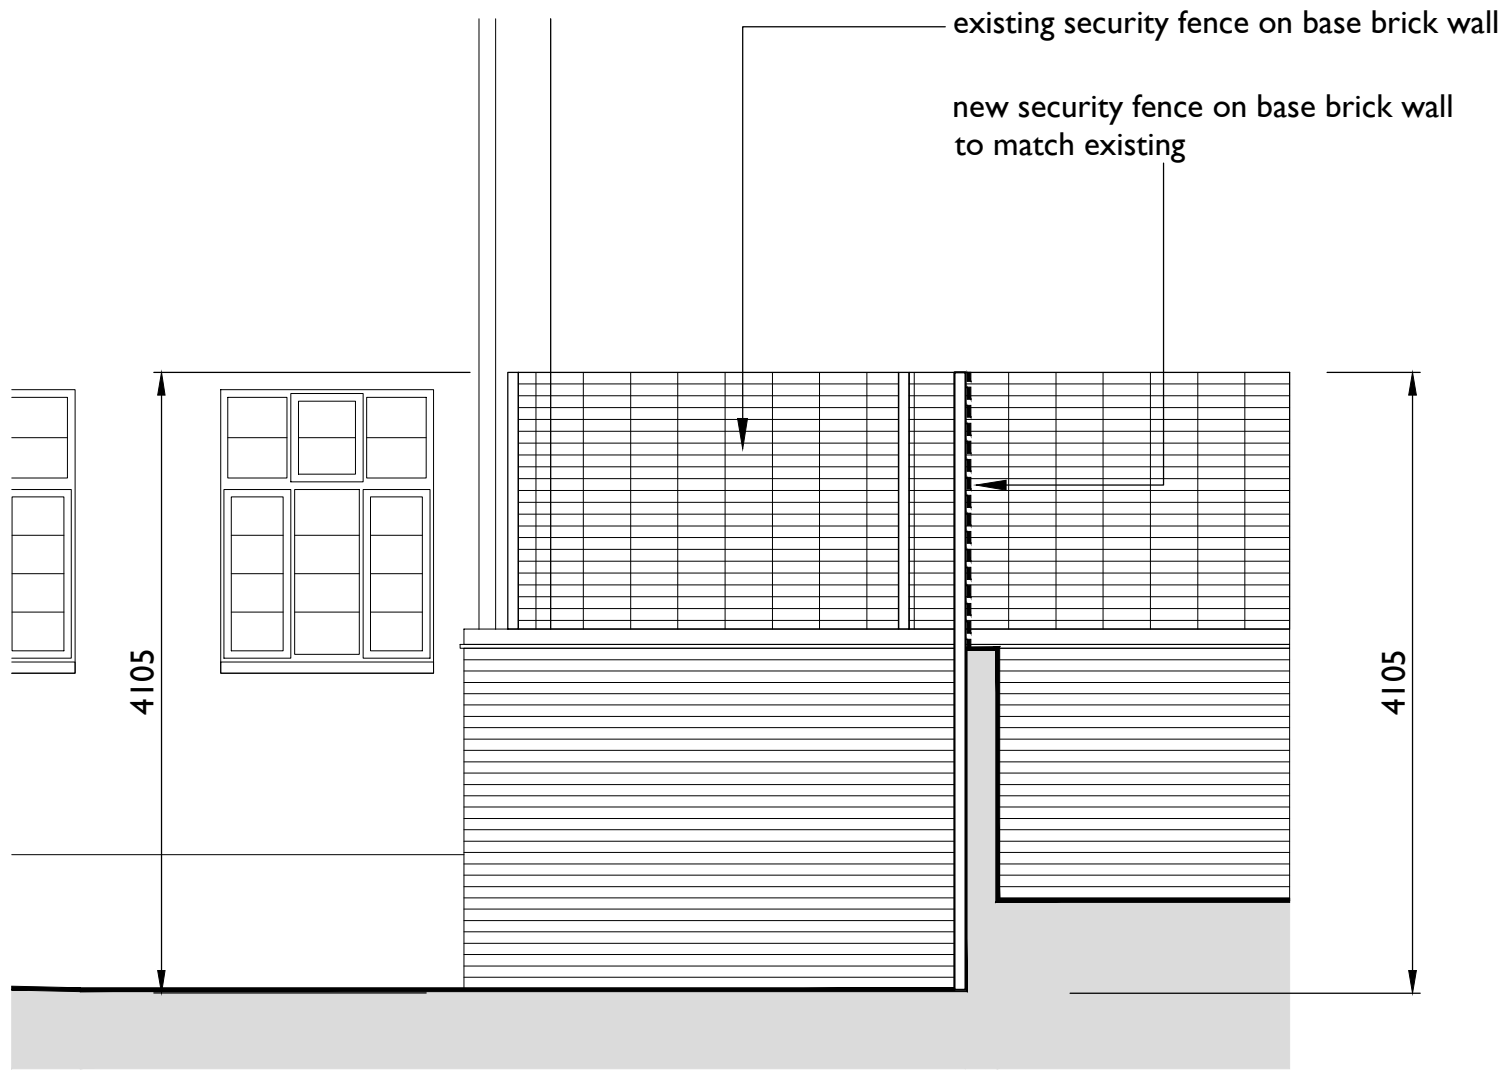 existing security fence on base brick wall
new security fence on base brick wall
to match existing
4105
4105